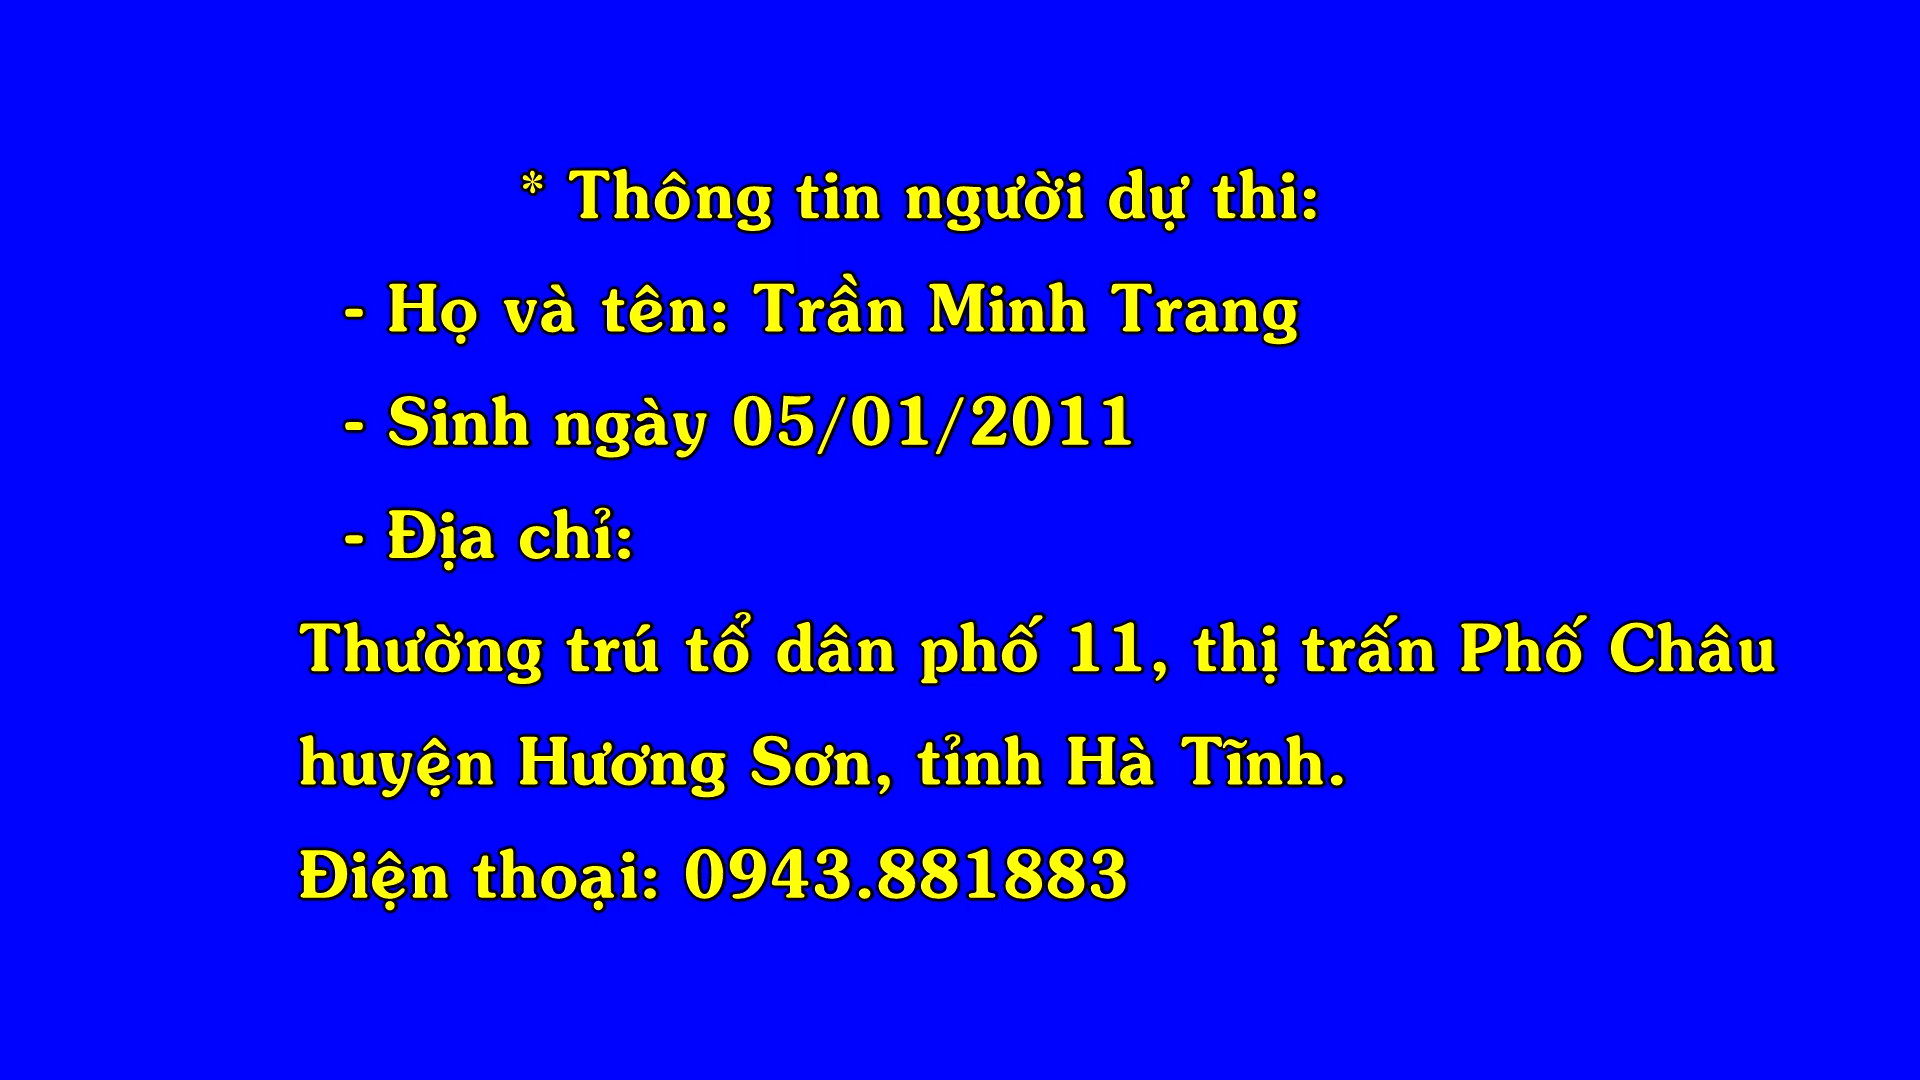 * Thông tin người dự thi:
- Họ và tên: Trần Minh Trang
- Sinh ngày 05/01/2011
- Địa chỉ:
Thường trú tổ dân phố 11, thị trấn Phố Châu
huyện Hương Sơn, tỉnh Hà Tĩnh.
Điện thoại: 0943.881883